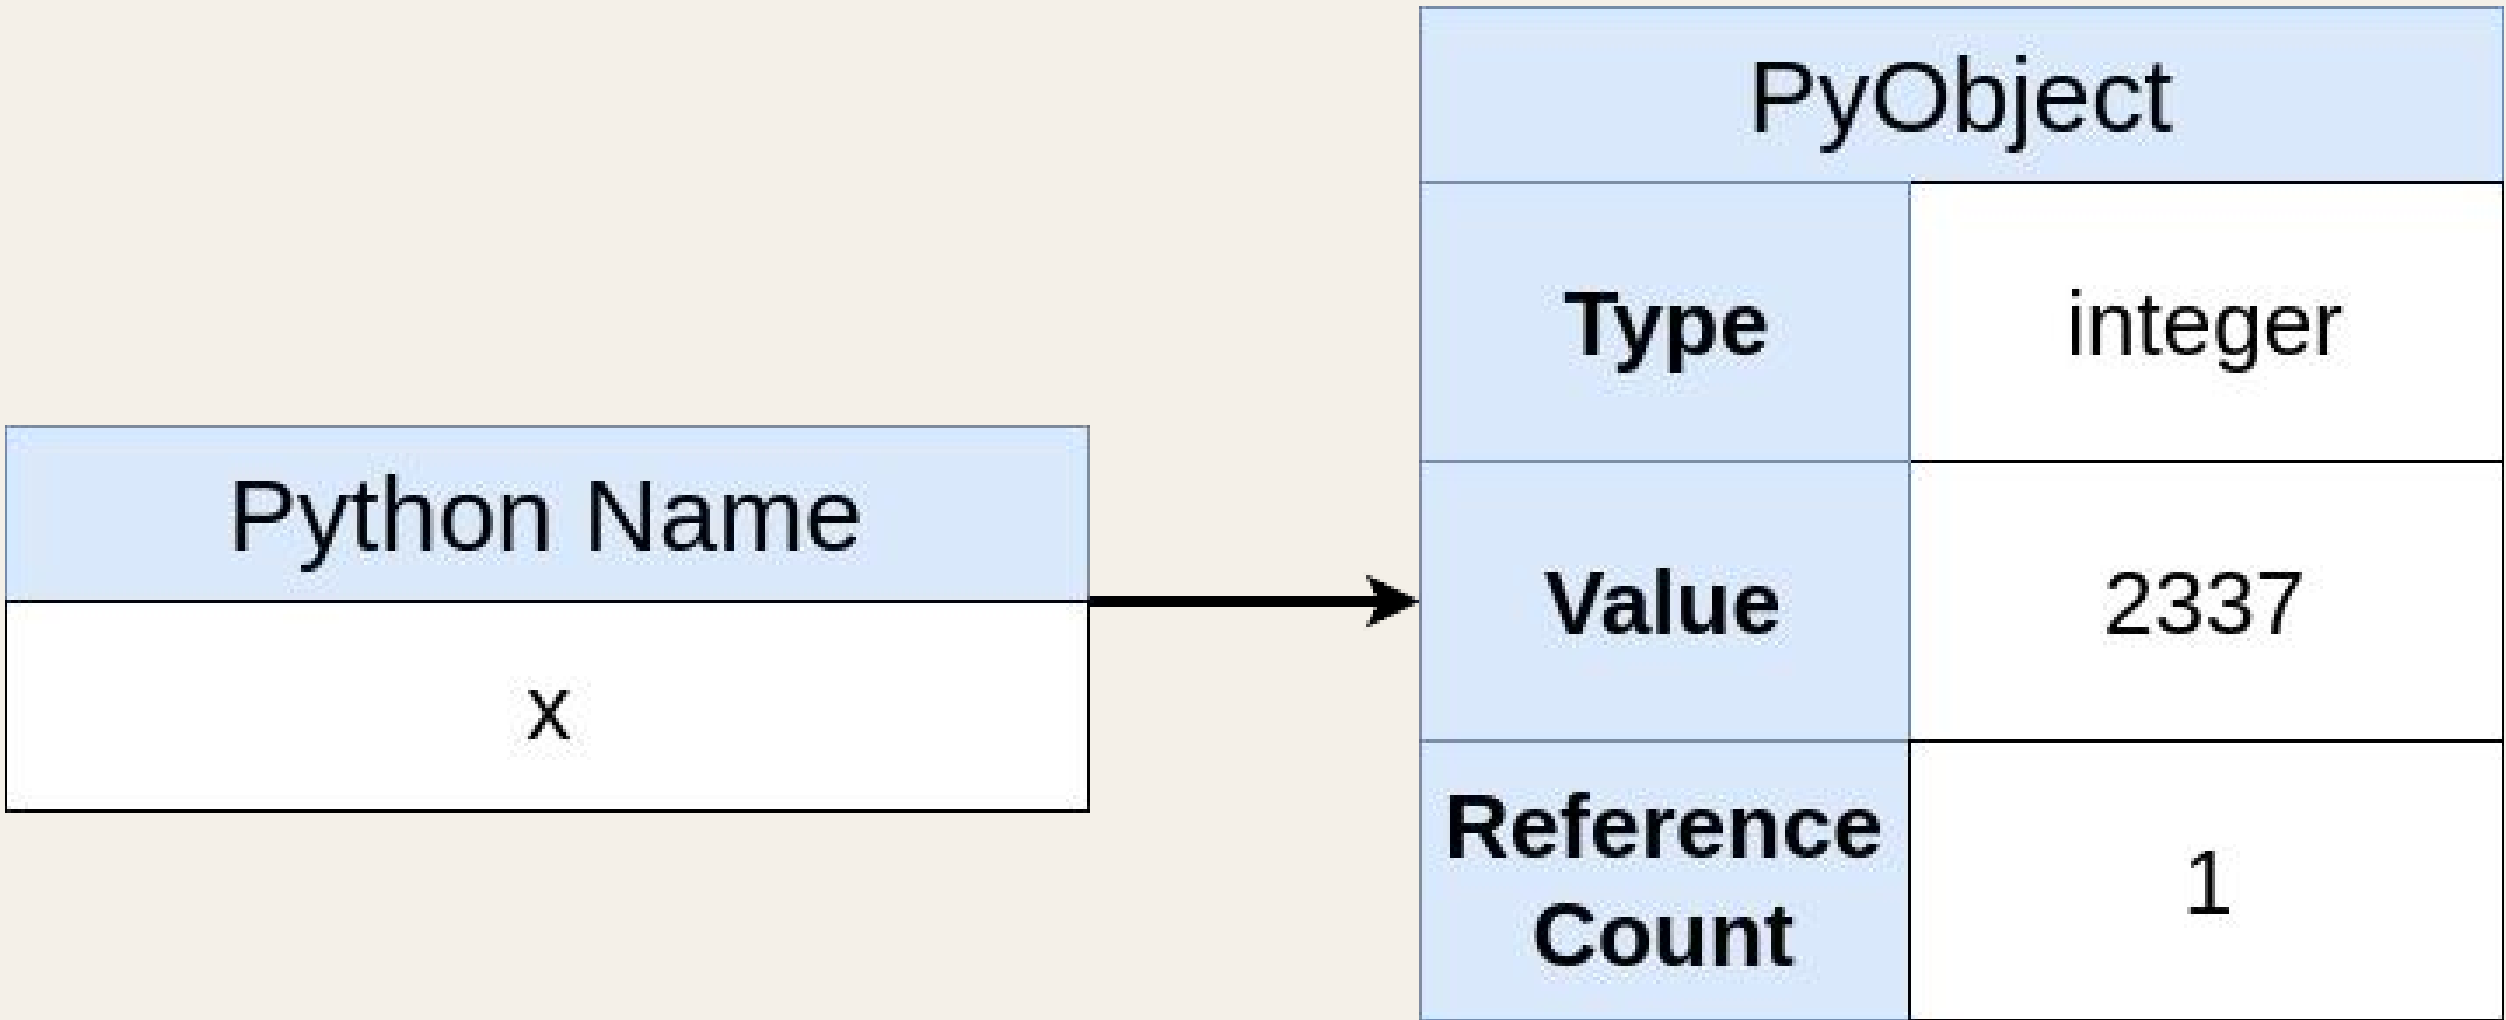 Python Name
x
PyObject
Type
integer
Value
2337
Reference
Count
1